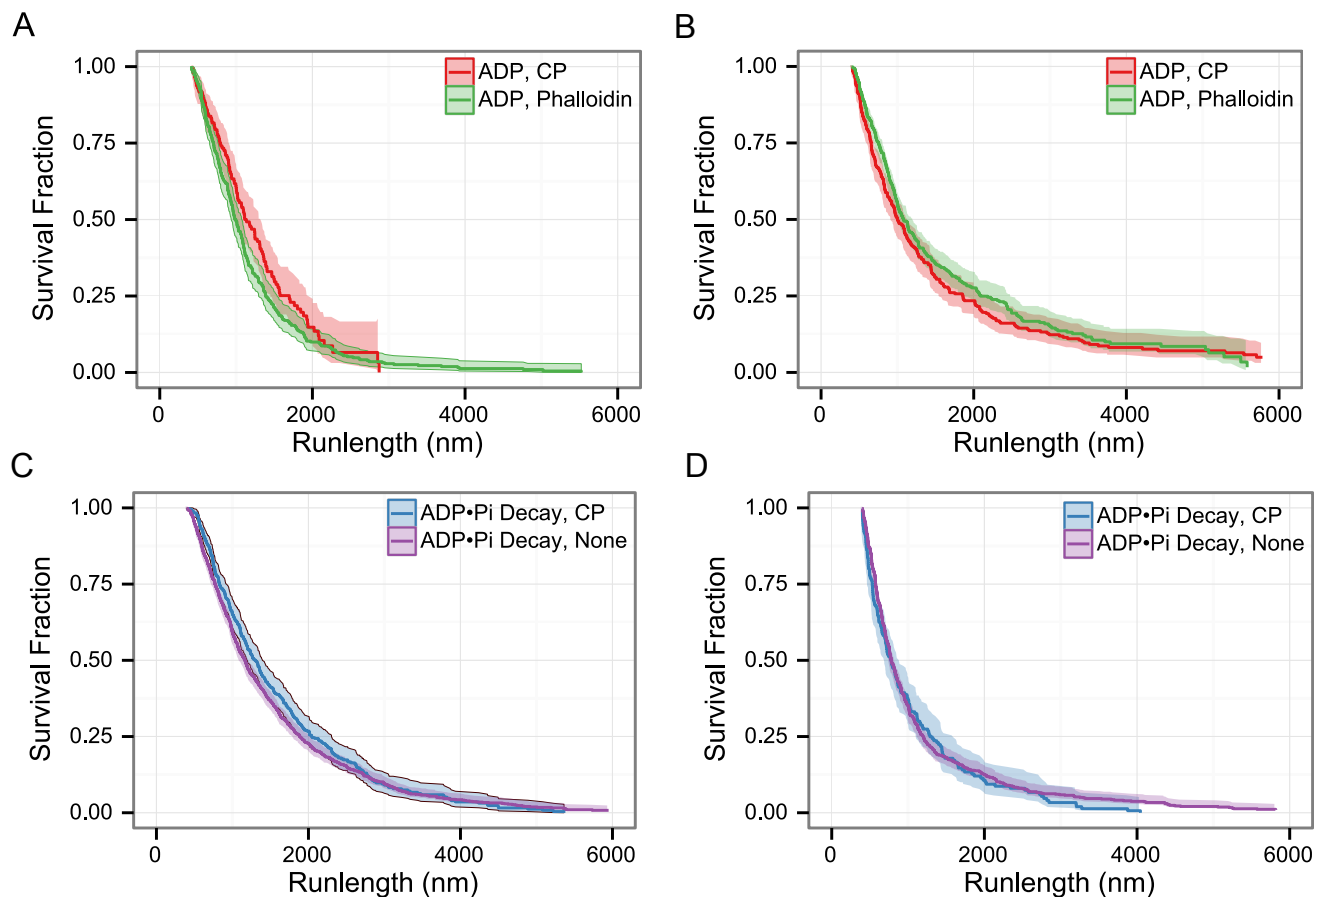 A
1.00
0.75
0.50
0.25
0.00
Survival Fraction
ADP, CP
ADP, Phalloidin
0 2000 4000 6000
Runlength (nm)
B
1.00
0.75
0.50
0.25
0.00
Survival Fraction
ADP, CP
ADP, Phalloidin
0 2000 4000 6000
Runlength (nm)
C
1.00
0.75
0.50
0.25
0.00
Survival Fraction
ADP•Pi Decay, CP
ADP•Pi Decay, None
0 2000 4000 6000
Runlength (nm)
D
1.00
0.75
0.50
0.25
0.00
Survival Fraction
ADP•Pi Decay, CP
ADP•Pi Decay, None
0 2000 4000 6000
Runlength (nm)